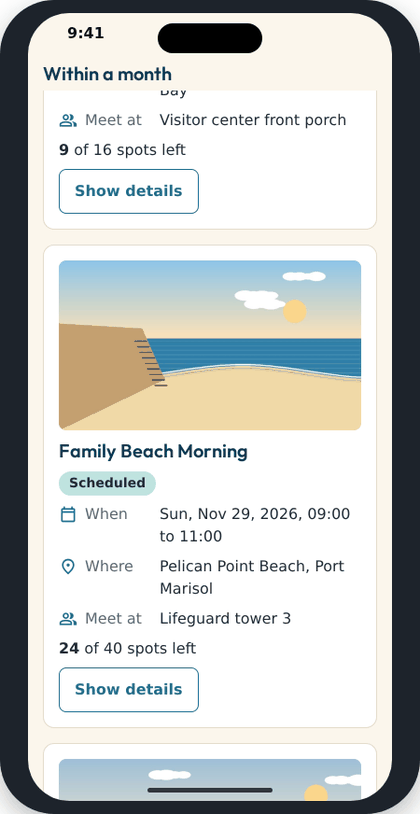 9:41
Within a month
Bay
Meet at Visitor center front porch
9 of 16 spots left
Show details
Family Beach Morning
Scheduled
When Sun, Nov 29, 2026, 09:00
to 11:00
Where Pelican Point Beach, Port
Marisol
Meet at Lifeguard tower 3
24 of 40 spots left
Show details